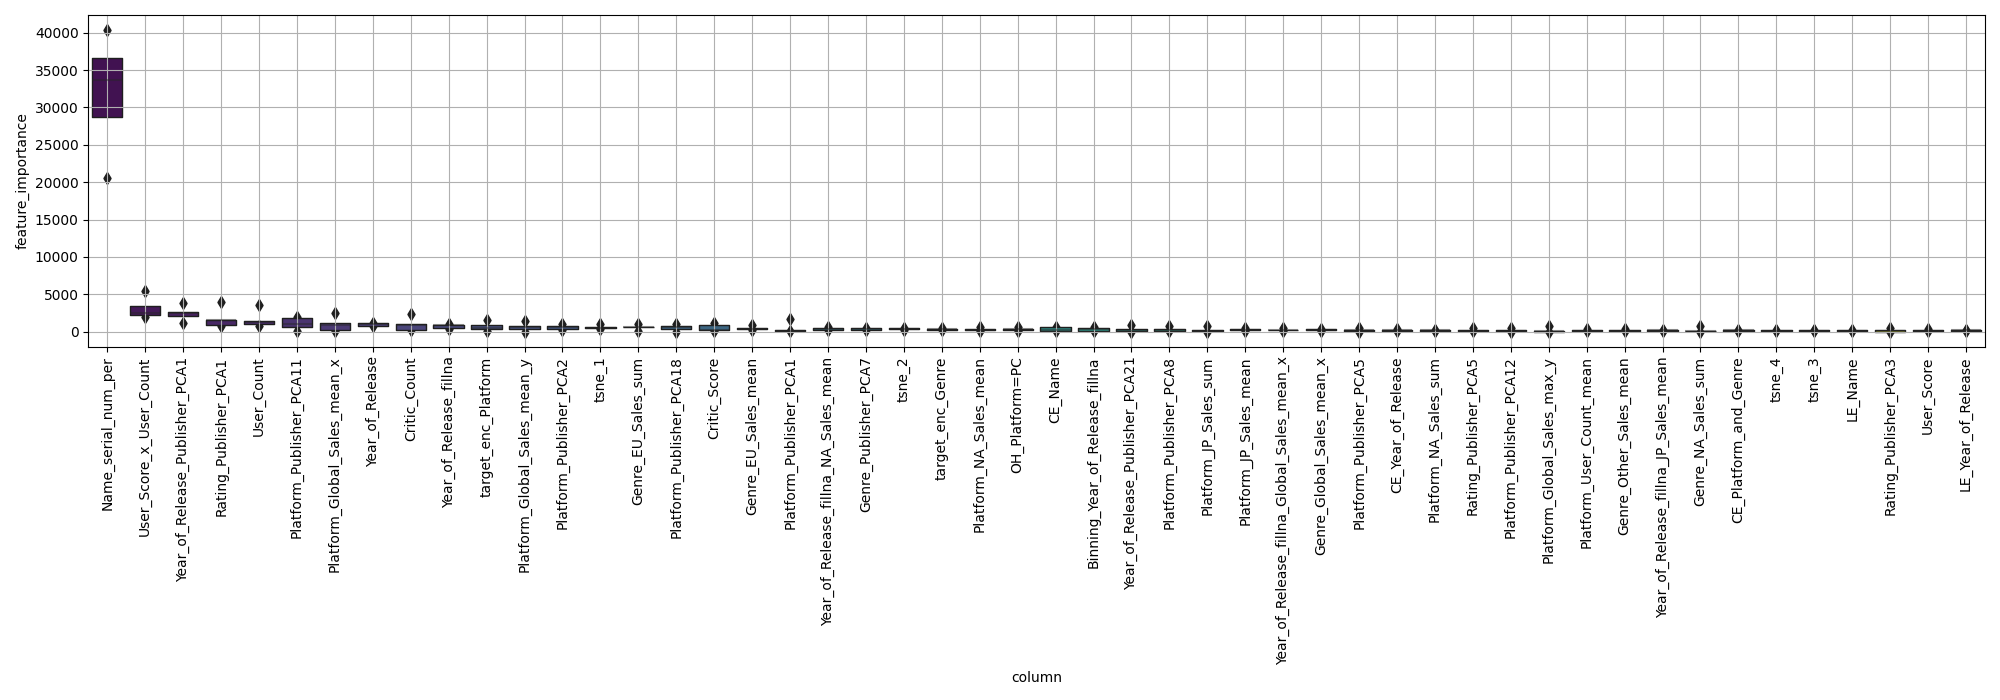 40000
35000
30000
25000
20000
15000
10000
5000
0
feature_importance
Name_serial_num_per
User_Score_x_User_Count
Year_of_Release_Publisher_PCA1
Rating_Publisher_PCA1
User_Count
Platform_Publisher_PCA11
Platform_Global_Sales_mean_x
Year_of_Release
Critic_Count
Year_of_Release_fillna
target_enc_Platform
Platform_Global_Sales_mean_y
Platform_Publisher_PCA2
tsne_1
Genre_EU_Sales_sum
Platform_Publisher_PCA18
Critic_Score
Genre_EU_Sales_mean
Platform_Publisher_PCA1
Year_of_Release_fillna_NA_Sales_mean
Genre_Publisher_PCA7
tsne_2
target_enc_Genre
Platform_NA_Sales_mean
OH_Platform=PC
CE_Name
Binning_Year_of_Release_fillna
Year_of_Release_Publisher_PCA21
Platform_Publisher_PCA8
Platform_JP_Sales_sum
Platform_JP_Sales_mean
Year_of_Release_fillna_Global_Sales_mean_x
Genre_Global_Sales_mean_x
Platform_Publisher_PCA5
CE_Year_of_Release
Platform_NA_Sales_sum
Rating_Publisher_PCA5
Platform_Publisher_PCA12
Platform_Global_Sales_max_y
Platform_User_Count_mean
Genre_Other_Sales_mean
Year_of_Release_fillna_JP_Sales_mean
Genre_NA_Sales_sum
CE_Platform_and_Genre
tsne_4
tsne_3
LE_Name
Rating_Publisher_PCA3
User_Score
LE_Year_of_Release
column